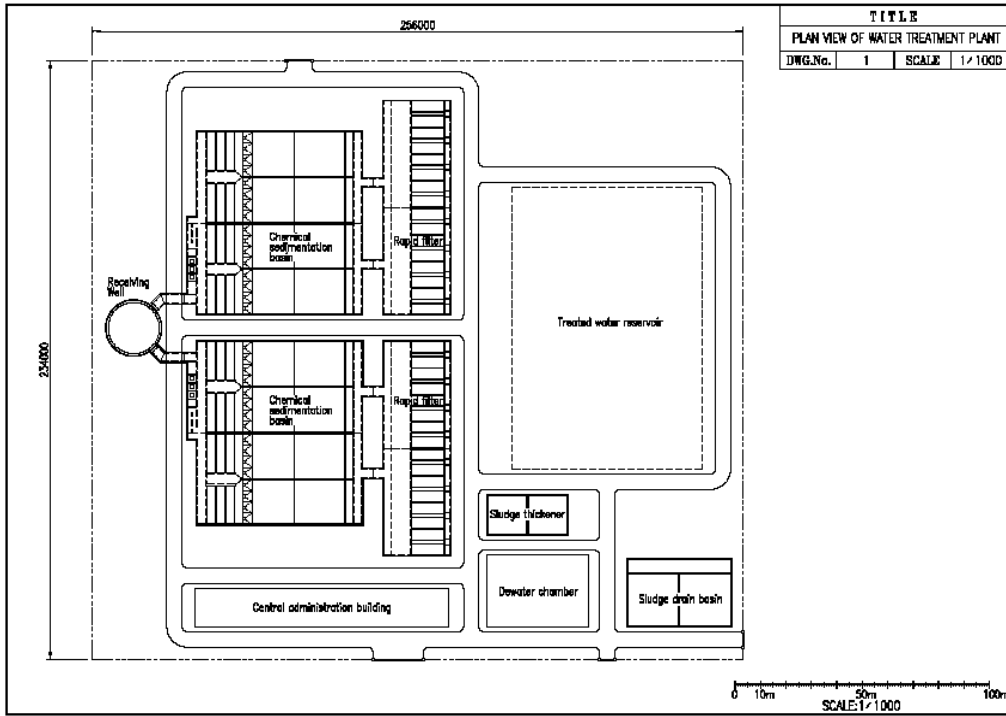 TITLE
PLAN VIEW OF WATER TREATMENT PLANT
DWG.No. 1 SCALE 1/1000
256000
234000
Chemical
sedimentation
basin
Rapid filter
Receiving
Well
Treated water reservoir
Chemical
sedimentation
basin
Rapid filter
Sludge thickener
Dewater chamber
Sludge drain basin
Central administration building
0 10m 50m 100m
SCALE:1/1000